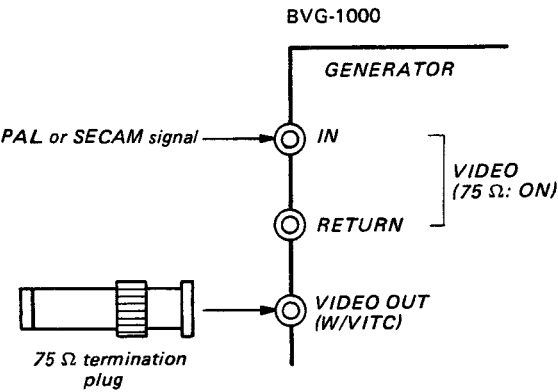 BVG-1000
GENERATOR
PAL or SECAM signal
IN
VIDEO
(75 Ω: ON)
RETURN
VIDEO OUT
(W/VITC)
75 Ω termination
plug